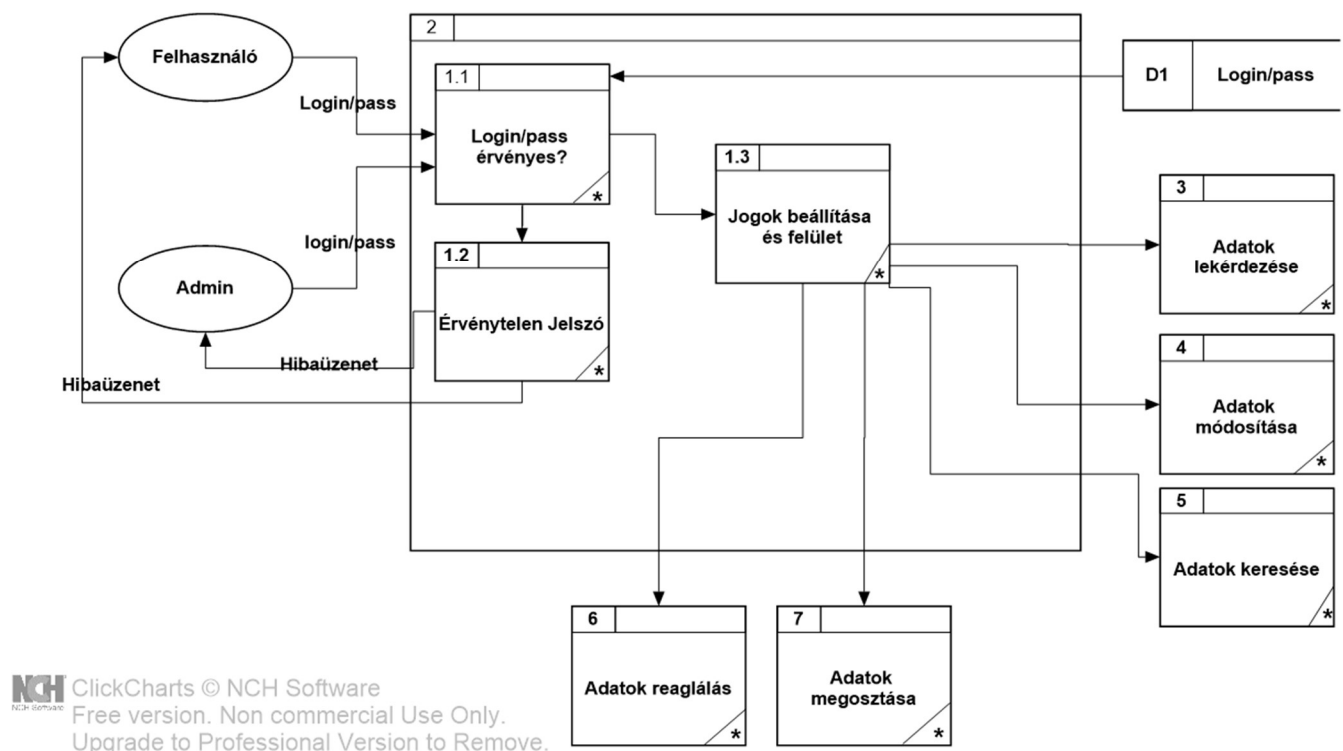 2
Felhasználó
1.1
D1
Login/pass
Login/pass
Login/pass
érvényes?
*
1.3
Jogok beállítása
és felület
*
3
Adatok
lekérdezése
*
login/pass
1.2
Admin
Érvénytelen Jelszó
*
Hibaüzenet
Hibaüzenet
4
Adatok
módosítása
*
5
Adatok keresése
*
6
Adatok reaglálás
*
7
Adatok
megosztása
*
NCH
NCH Software
ClickCharts © NCH Software
Free version. Non commercial Use Only.
Upgrade to Professional Version to Remove.